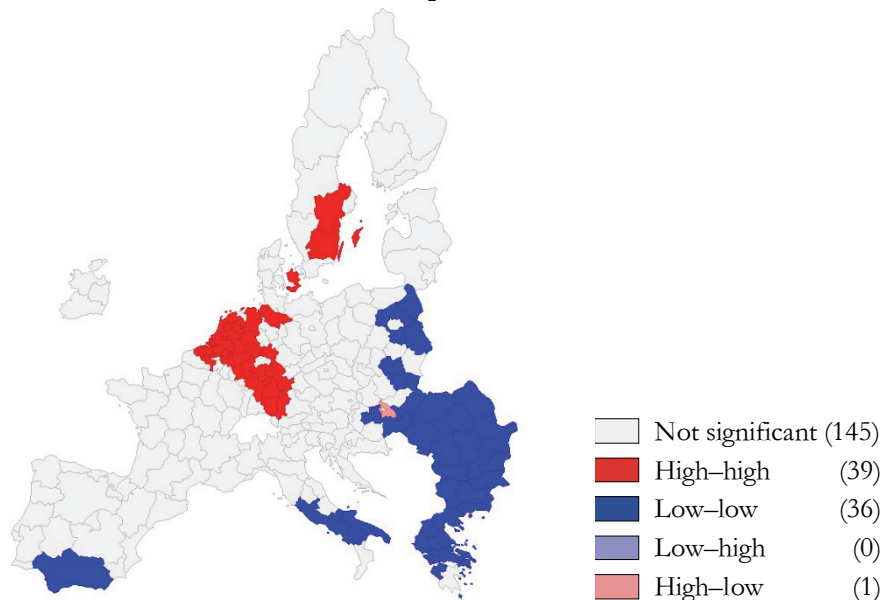 Not significant (145)
High–high (39)
Low–low (36)
Low–high (0)
High–low (1)